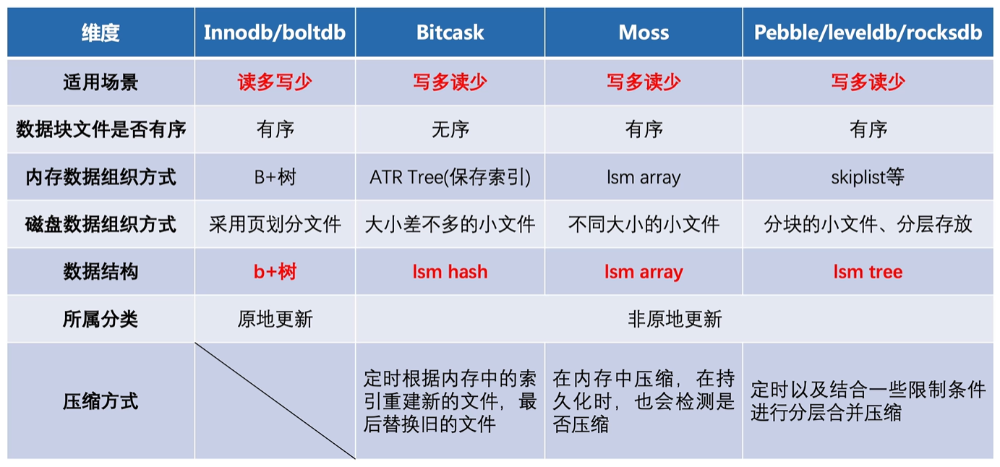 维度 Innodb/boltdb Bitcask Moss Pebble/leveldb/rocksdb
适用场景 读多写少 写多读少 写多读少 写多读少
数据块文件是否有序 有序 无序 有序 有序
内存数据组织方式 B+树 ATR Tree(保存索引) lsm array skiplist等
磁盘数据组织方式 采用页划分文件 大小差不多的小文件 不同大小的小文件 分块的小文件、分层存放
数据结构 b+树 lsm hash lsm array lsm tree
所属分类 原地更新 非原地更新
压缩方式
定时根据内存中的索
引重建新的文件，最
后替换旧的文件
在内存中压缩，在持
久化时，也会检测是
否压缩
定时以及结合一些限制条件
进行分层合并压缩